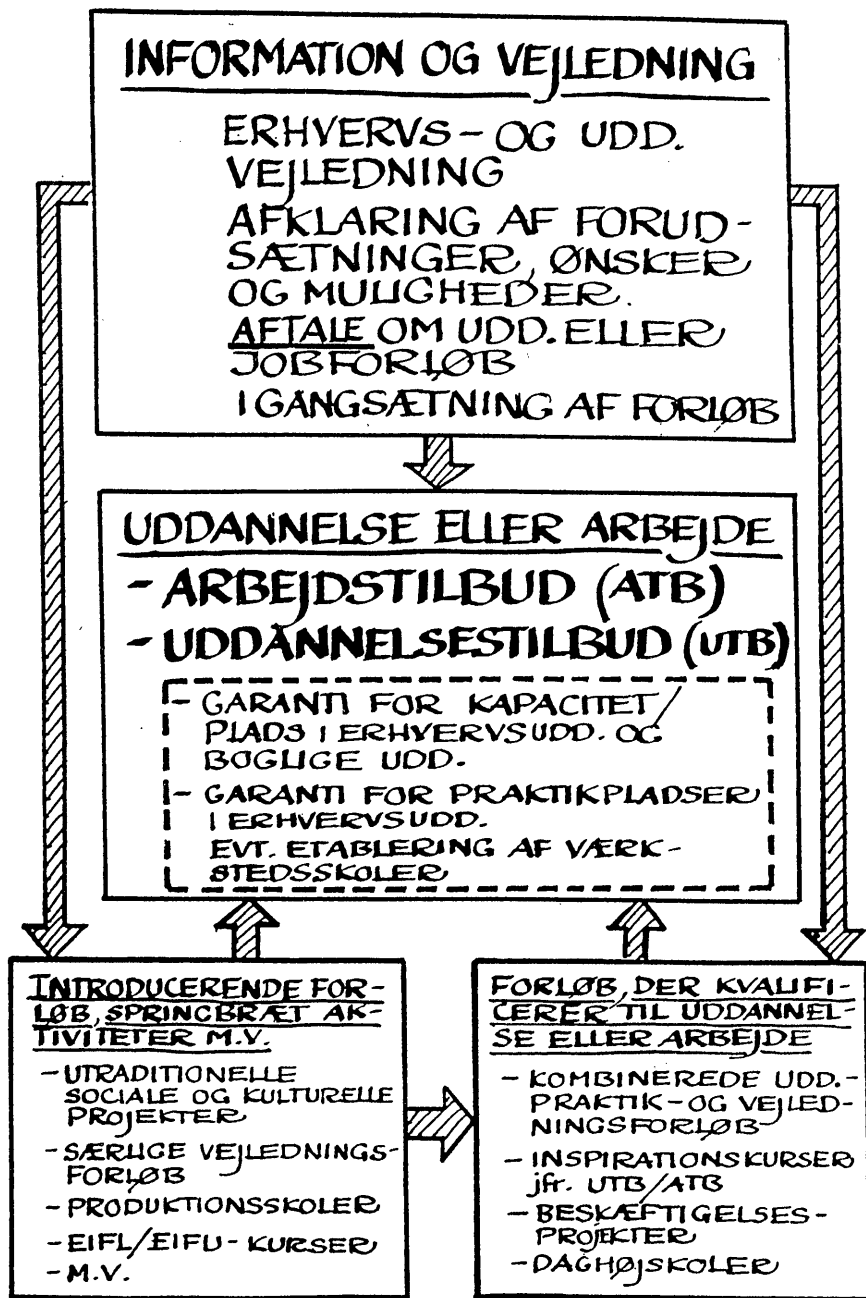 INFORMATION OG VEJLEDNING
ERHVERVS- OG UDD.
VEJLEDNING
AFKLARING AF FORUD-
SÆTNINGER, ØNSKER
OG MULIGHEDER.
AFTALE OM UDD. ELLER
JOBFORLØB
IGANGSÆTNING AF FORLØB
UDDANNELSE ELLER ARBEJDE
- ARBEJDSTILBUD (ATB)
- UDDANNELSESTILBUD (UTB)
- GARANTI FOR KAPACITET/
PLADS I ERHVERVSUDD. OG
BOGLIGE UDD.
- GARANTI FOR PRAKTIKPLADSER
I ERHVERVSUDD.
EVT. ETABLERING AF VÆRK-
STEDSSKOLER
INTRODUCERENDE FOR-
LØB, SPRINGBRÆT AK-
TIVITETER M.V.
- UTRADITIONELLE
SOCIALE OG KULTURELLE
PROJEKTER
- SÆRLIGE VEJLEDNINGS-
FORLØB
- PRODUKTIONSSKOLER
- EIFL/EIFU-KURSER
- M.V.
FORLØB, DER KVALIFI-
CERER TIL UDDANNEL-
SE ELLER ARBEJDE
- KOMBINEREDE UDD.-
PRAKTIK- OG VEJLED-
NINGSFORLØB
- INSPIRATIONSKURSER
jfr. UTB/ATB
- BESKÆFTIGELSES-
PROJEKTER
- DAGHØJSKOLER